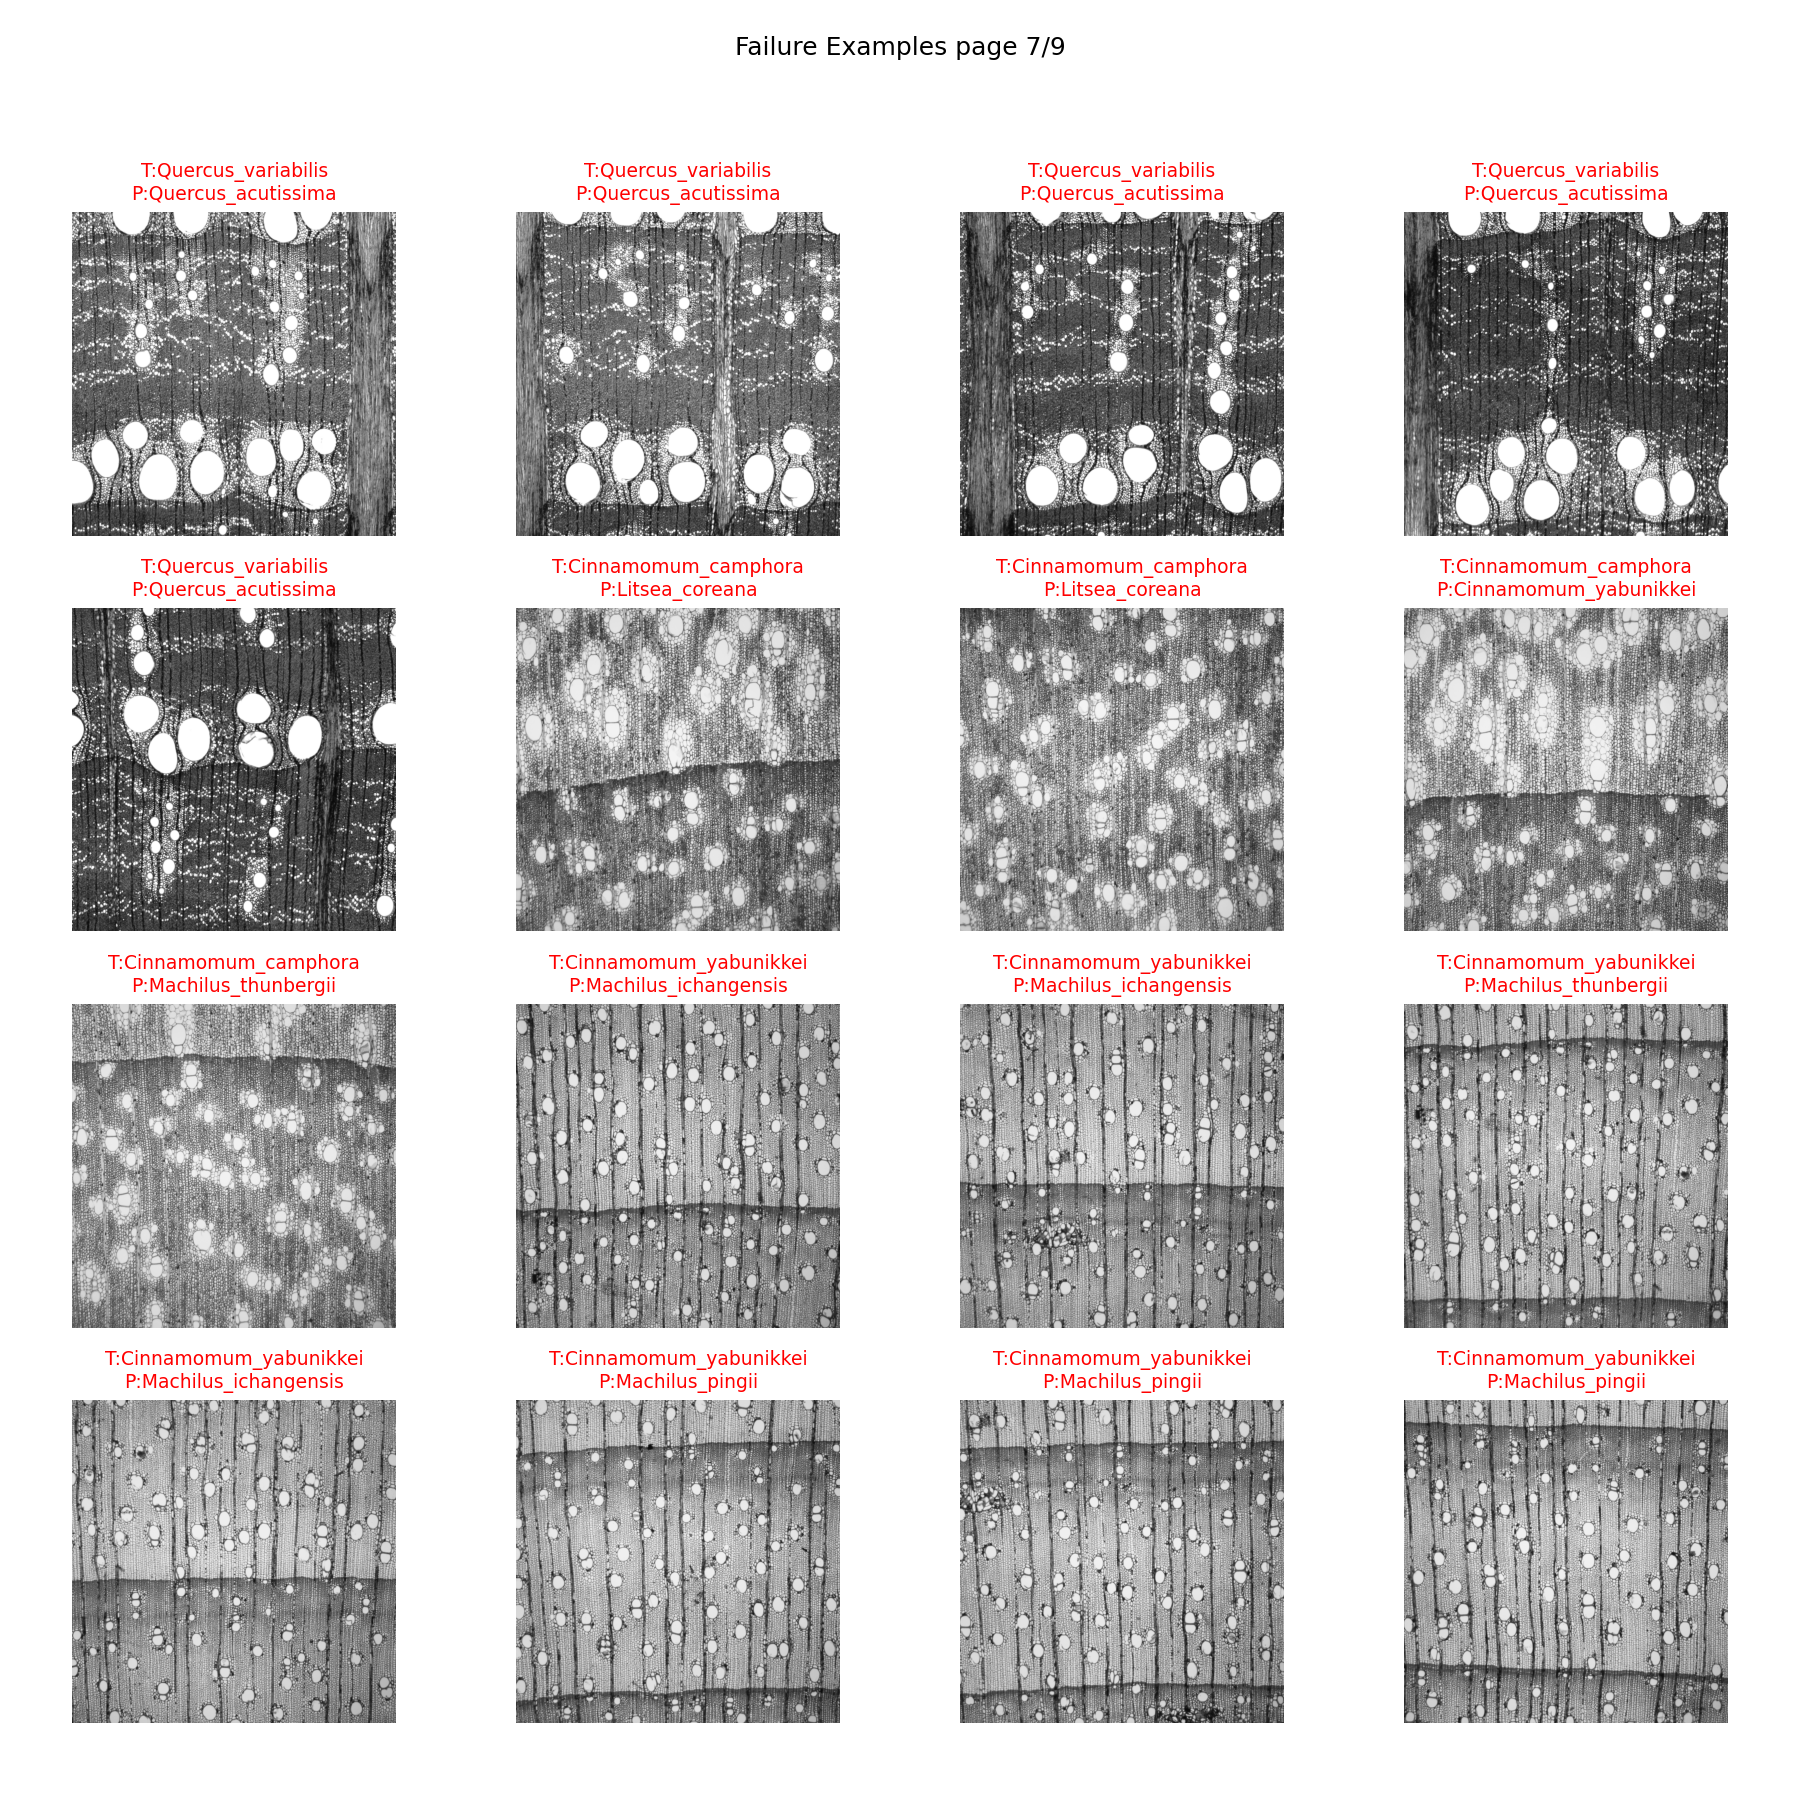 Failure Examples page 7/9
T:Quercus_variabilis
P:Quercus_acutissima
T:Quercus_variabilis
P:Quercus_acutissima
T:Quercus_variabilis
P:Quercus_acutissima
T:Quercus_variabilis
P:Quercus_acutissima
T:Quercus_variabilis
P:Quercus_acutissima
T:Cinnamomum_camphora
P:Litsea_coreana
T:Cinnamomum_camphora
P:Litsea_coreana
T:Cinnamomum_camphora
P:Cinnamomum_yabunikkei
T:Cinnamomum_camphora
P:Machilus_thunbergii
T:Cinnamomum_yabunikkei
P:Machilus_ichangensis
T:Cinnamomum_yabunikkei
P:Machilus_ichangensis
T:Cinnamomum_yabunikkei
P:Machilus_thunbergii
T:Cinnamomum_yabunikkei
P:Machilus_ichangensis
T:Cinnamomum_yabunikkei
P:Machilus_pingii
T:Cinnamomum_yabunikkei
P:Machilus_pingii
T:Cinnamomum_yabunikkei
P:Machilus_pingii